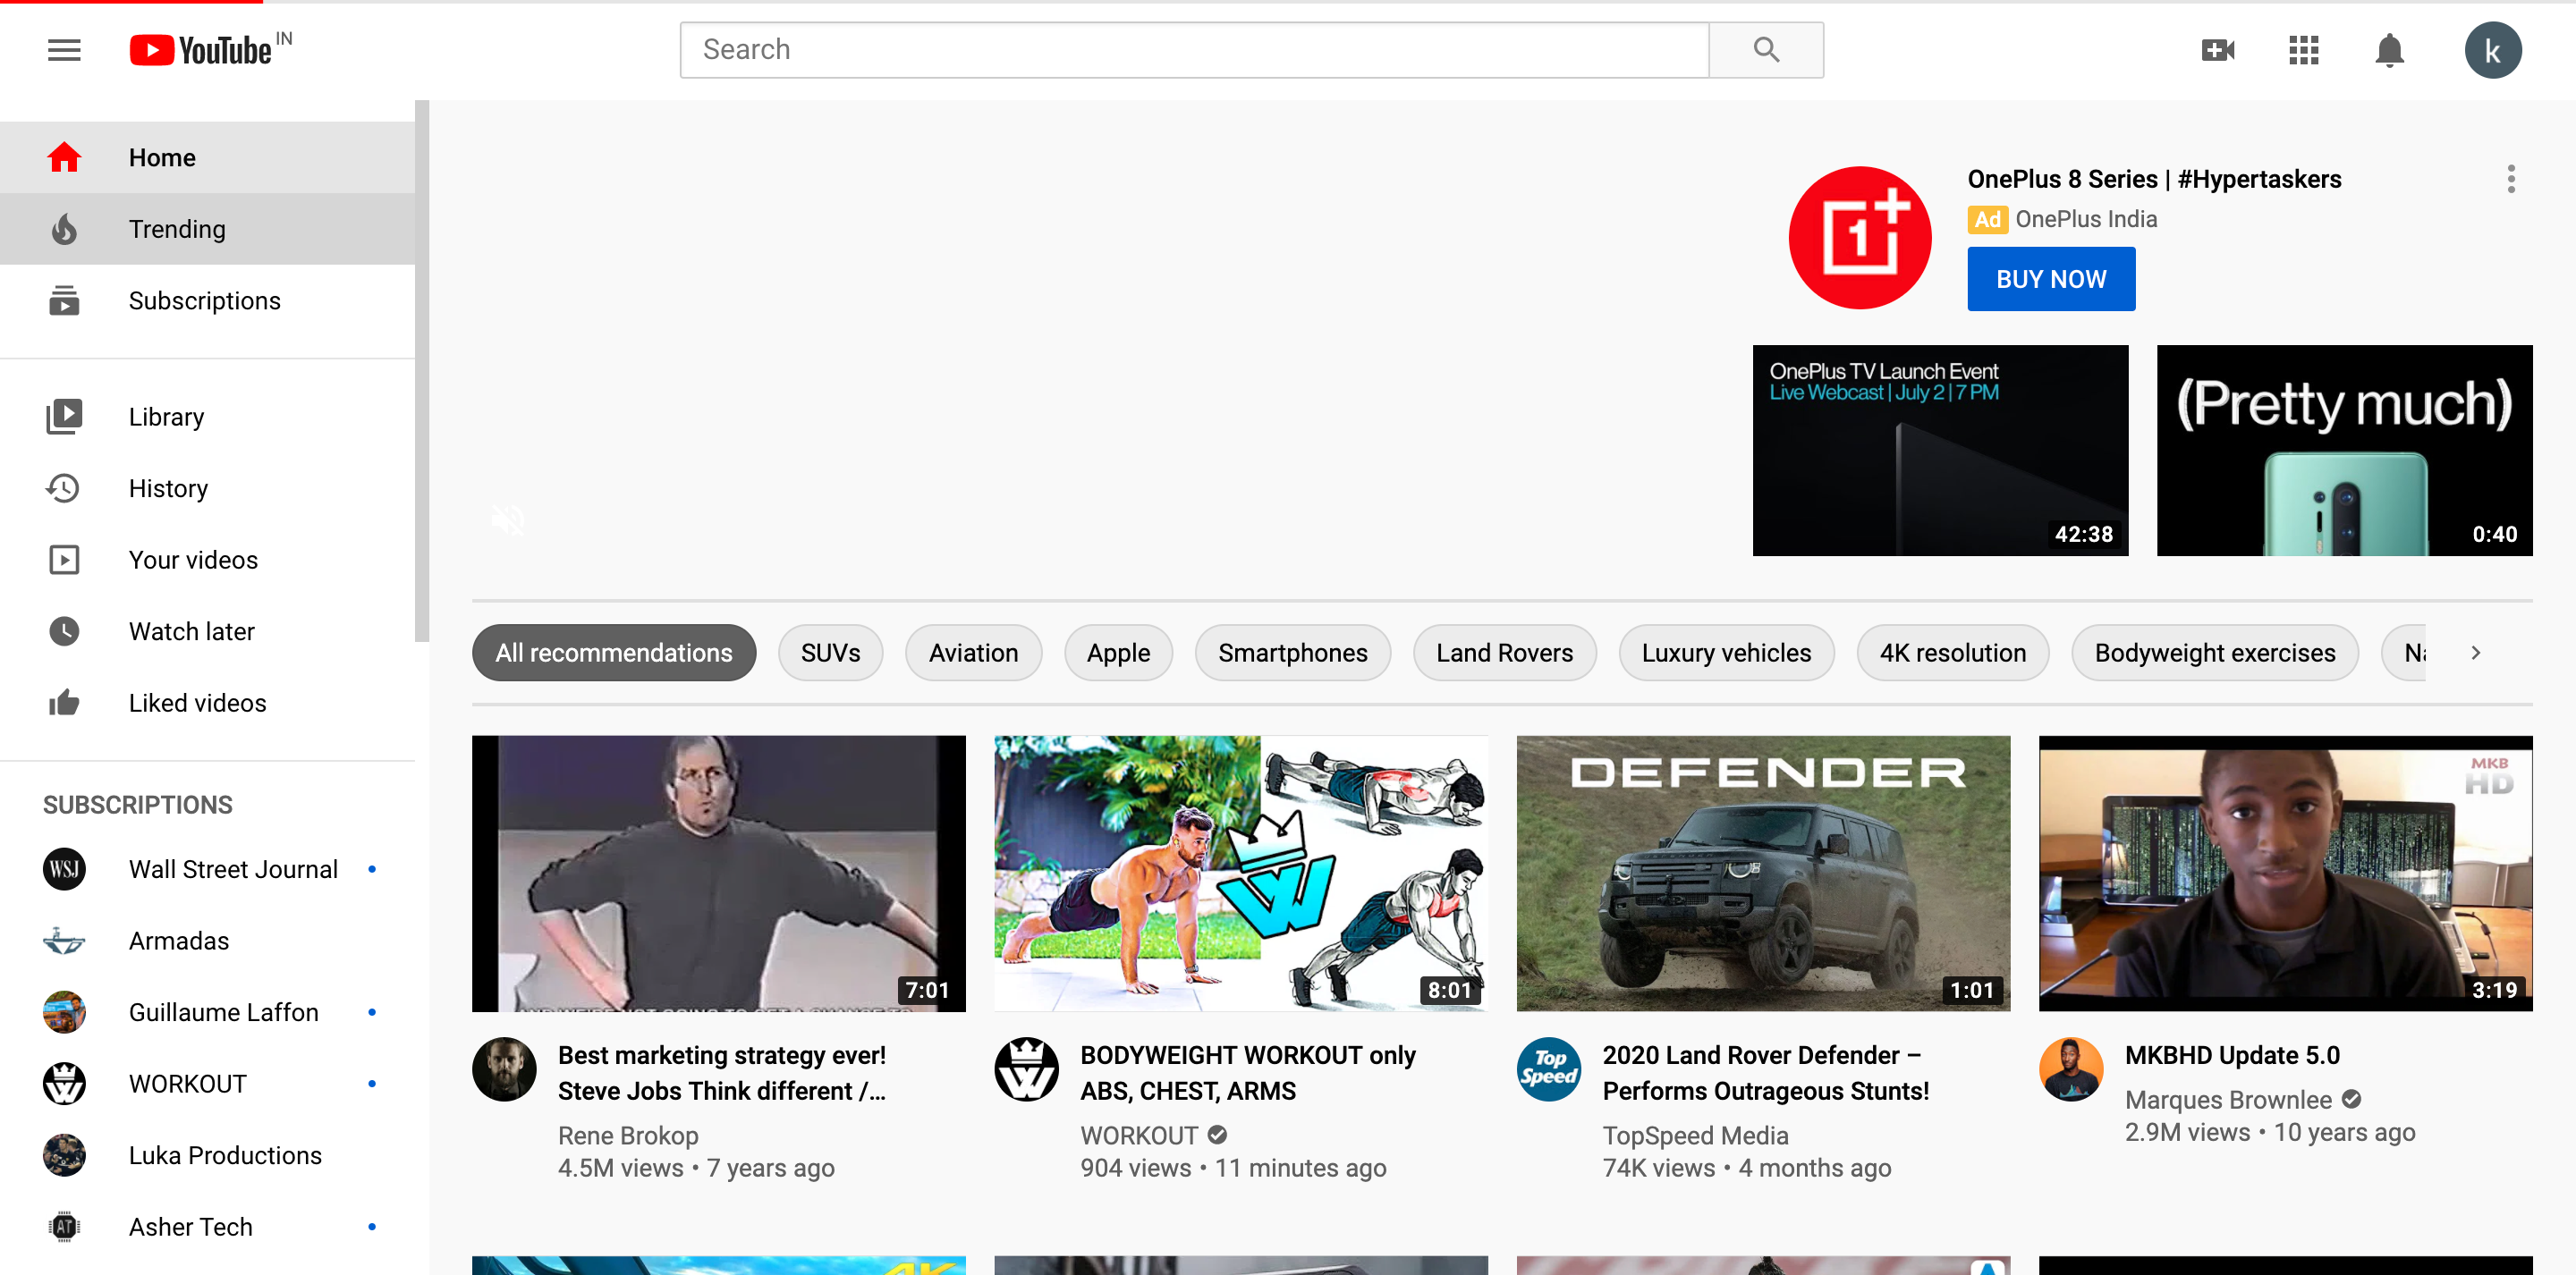 YouTube IN
Search
k
Home
Trending
Subscriptions
Library
History
Your videos
Watch later
Liked videos
SUBSCRIPTIONS
WSJ Wall Street Journal
Armadas
Guillaume Laffon
WORKOUT
Luka Productions
AT Asher Tech
1+
OnePlus 8 Series | #Hypertaskers
Ad OnePlus India
BUY NOW
OnePlus TV Launch Event
Live Webcast | July 2 | 7 PM
42:38
(Pretty much)
0:40
All recommendations
SUVs
Aviation
Apple
Smartphones
Land Rovers
Luxury vehicles
4K resolution
Bodyweight exercises
7:01
Best marketing strategy ever!
Steve Jobs Think different /...
Rene Brokop
4.5M views • 7 years ago
W
8:01
BODYWEIGHT WORKOUT only
ABS, CHEST, ARMS
WORKOUT
904 views • 11 minutes ago
DEFENDER
1:01
Top
Speed
2020 Land Rover Defender –
Performs Outrageous Stunts!
TopSpeed Media
74K views • 4 months ago
MKB
HD
3:19
MKBHD Update 5.0
Marques Brownlee
2.9M views • 10 years ago
4K